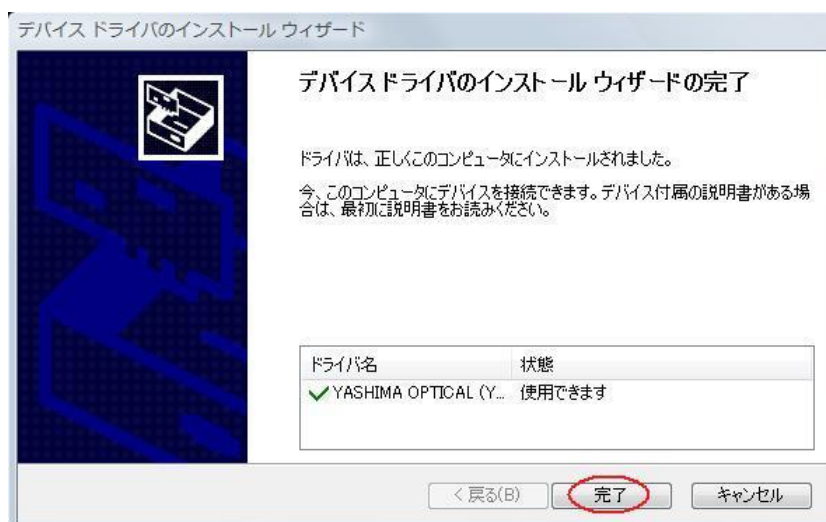 デバイス ドライバのインストール ウィザード
デバイス ドライバのインストール ウィザードの完了
ドライバは、正しくこのコンピュータにインストールされました。
今、このコンピュータにデバイスを接続できます。デバイス付属の説明書がある場
合は、最初に説明書をお読みください。
ドライバ名 状態
YASHIMA OPTICAL (Y... 使用できます
< 戻る(B) 完了 キャンセル